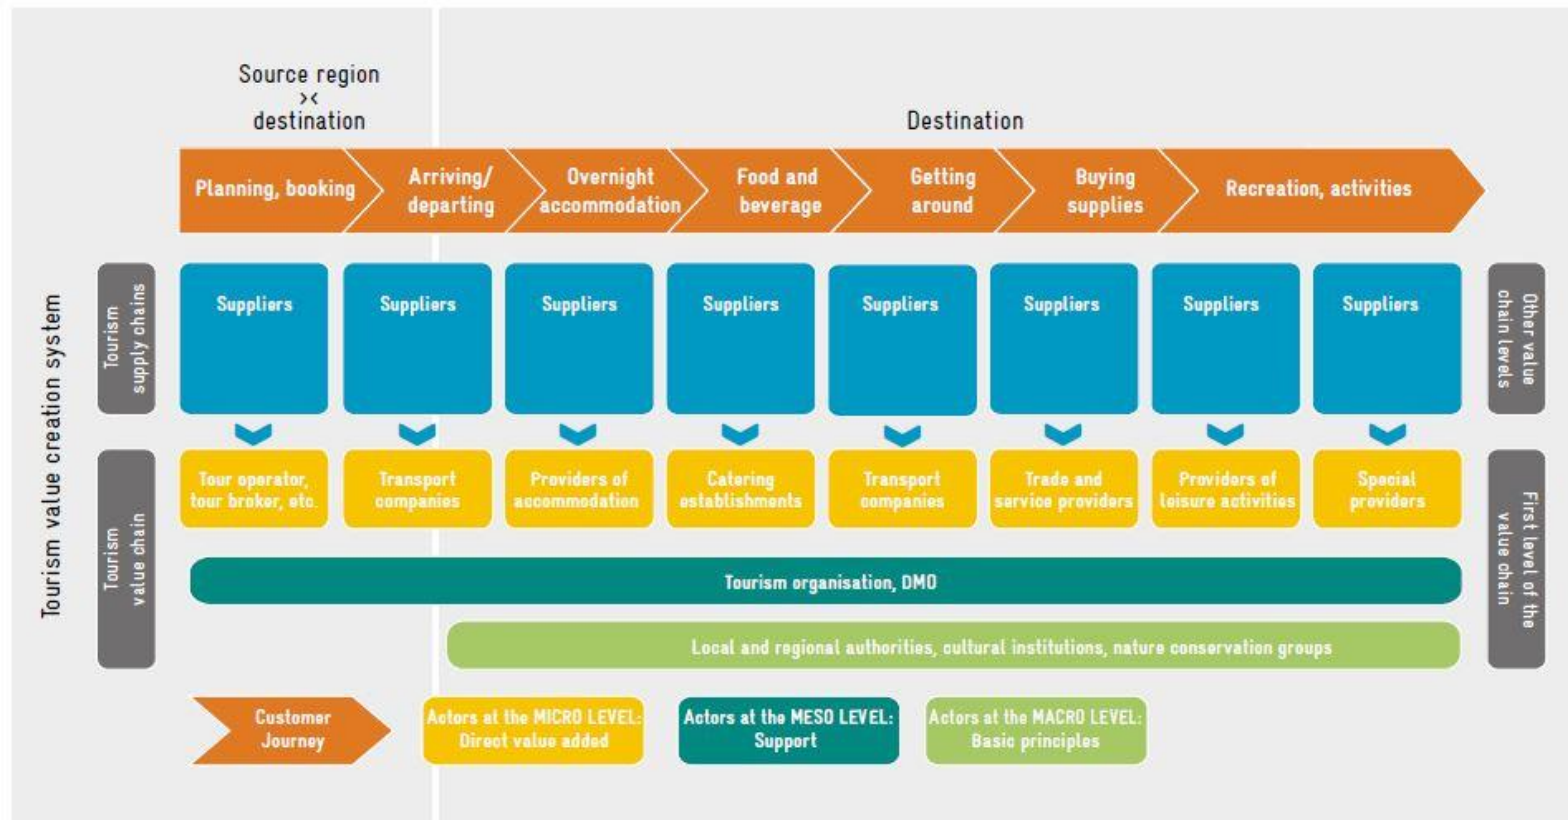 Source region
><
destination
Destination
Planning, booking
Arriving/
departing
Overnight
accommodation
Food and
beverage
Getting
around
Buying
supplies
Recreation, activities
Tourism value creation system
Tourism
supply chains
Suppliers
Suppliers
Suppliers
Suppliers
Suppliers
Suppliers
Suppliers
Suppliers
Other value
chain levels
Tourism
value chain
Tour operator,
tour broker, etc.
Transport
companies
Providers of
accommodation
Catering
establishments
Transport
companies
Trade and
service providers
Providers of
leisure activities
Special
providers
First level of the
value chain
Tourism organisation, DMO
Local and regional authorities, cultural institutions, nature conservation groups
Customer
Journey
Actors at the MICRO LEVEL:
Direct value added
Actors at the MESO LEVEL:
Support
Actors at the MACRO LEVEL:
Basic principles